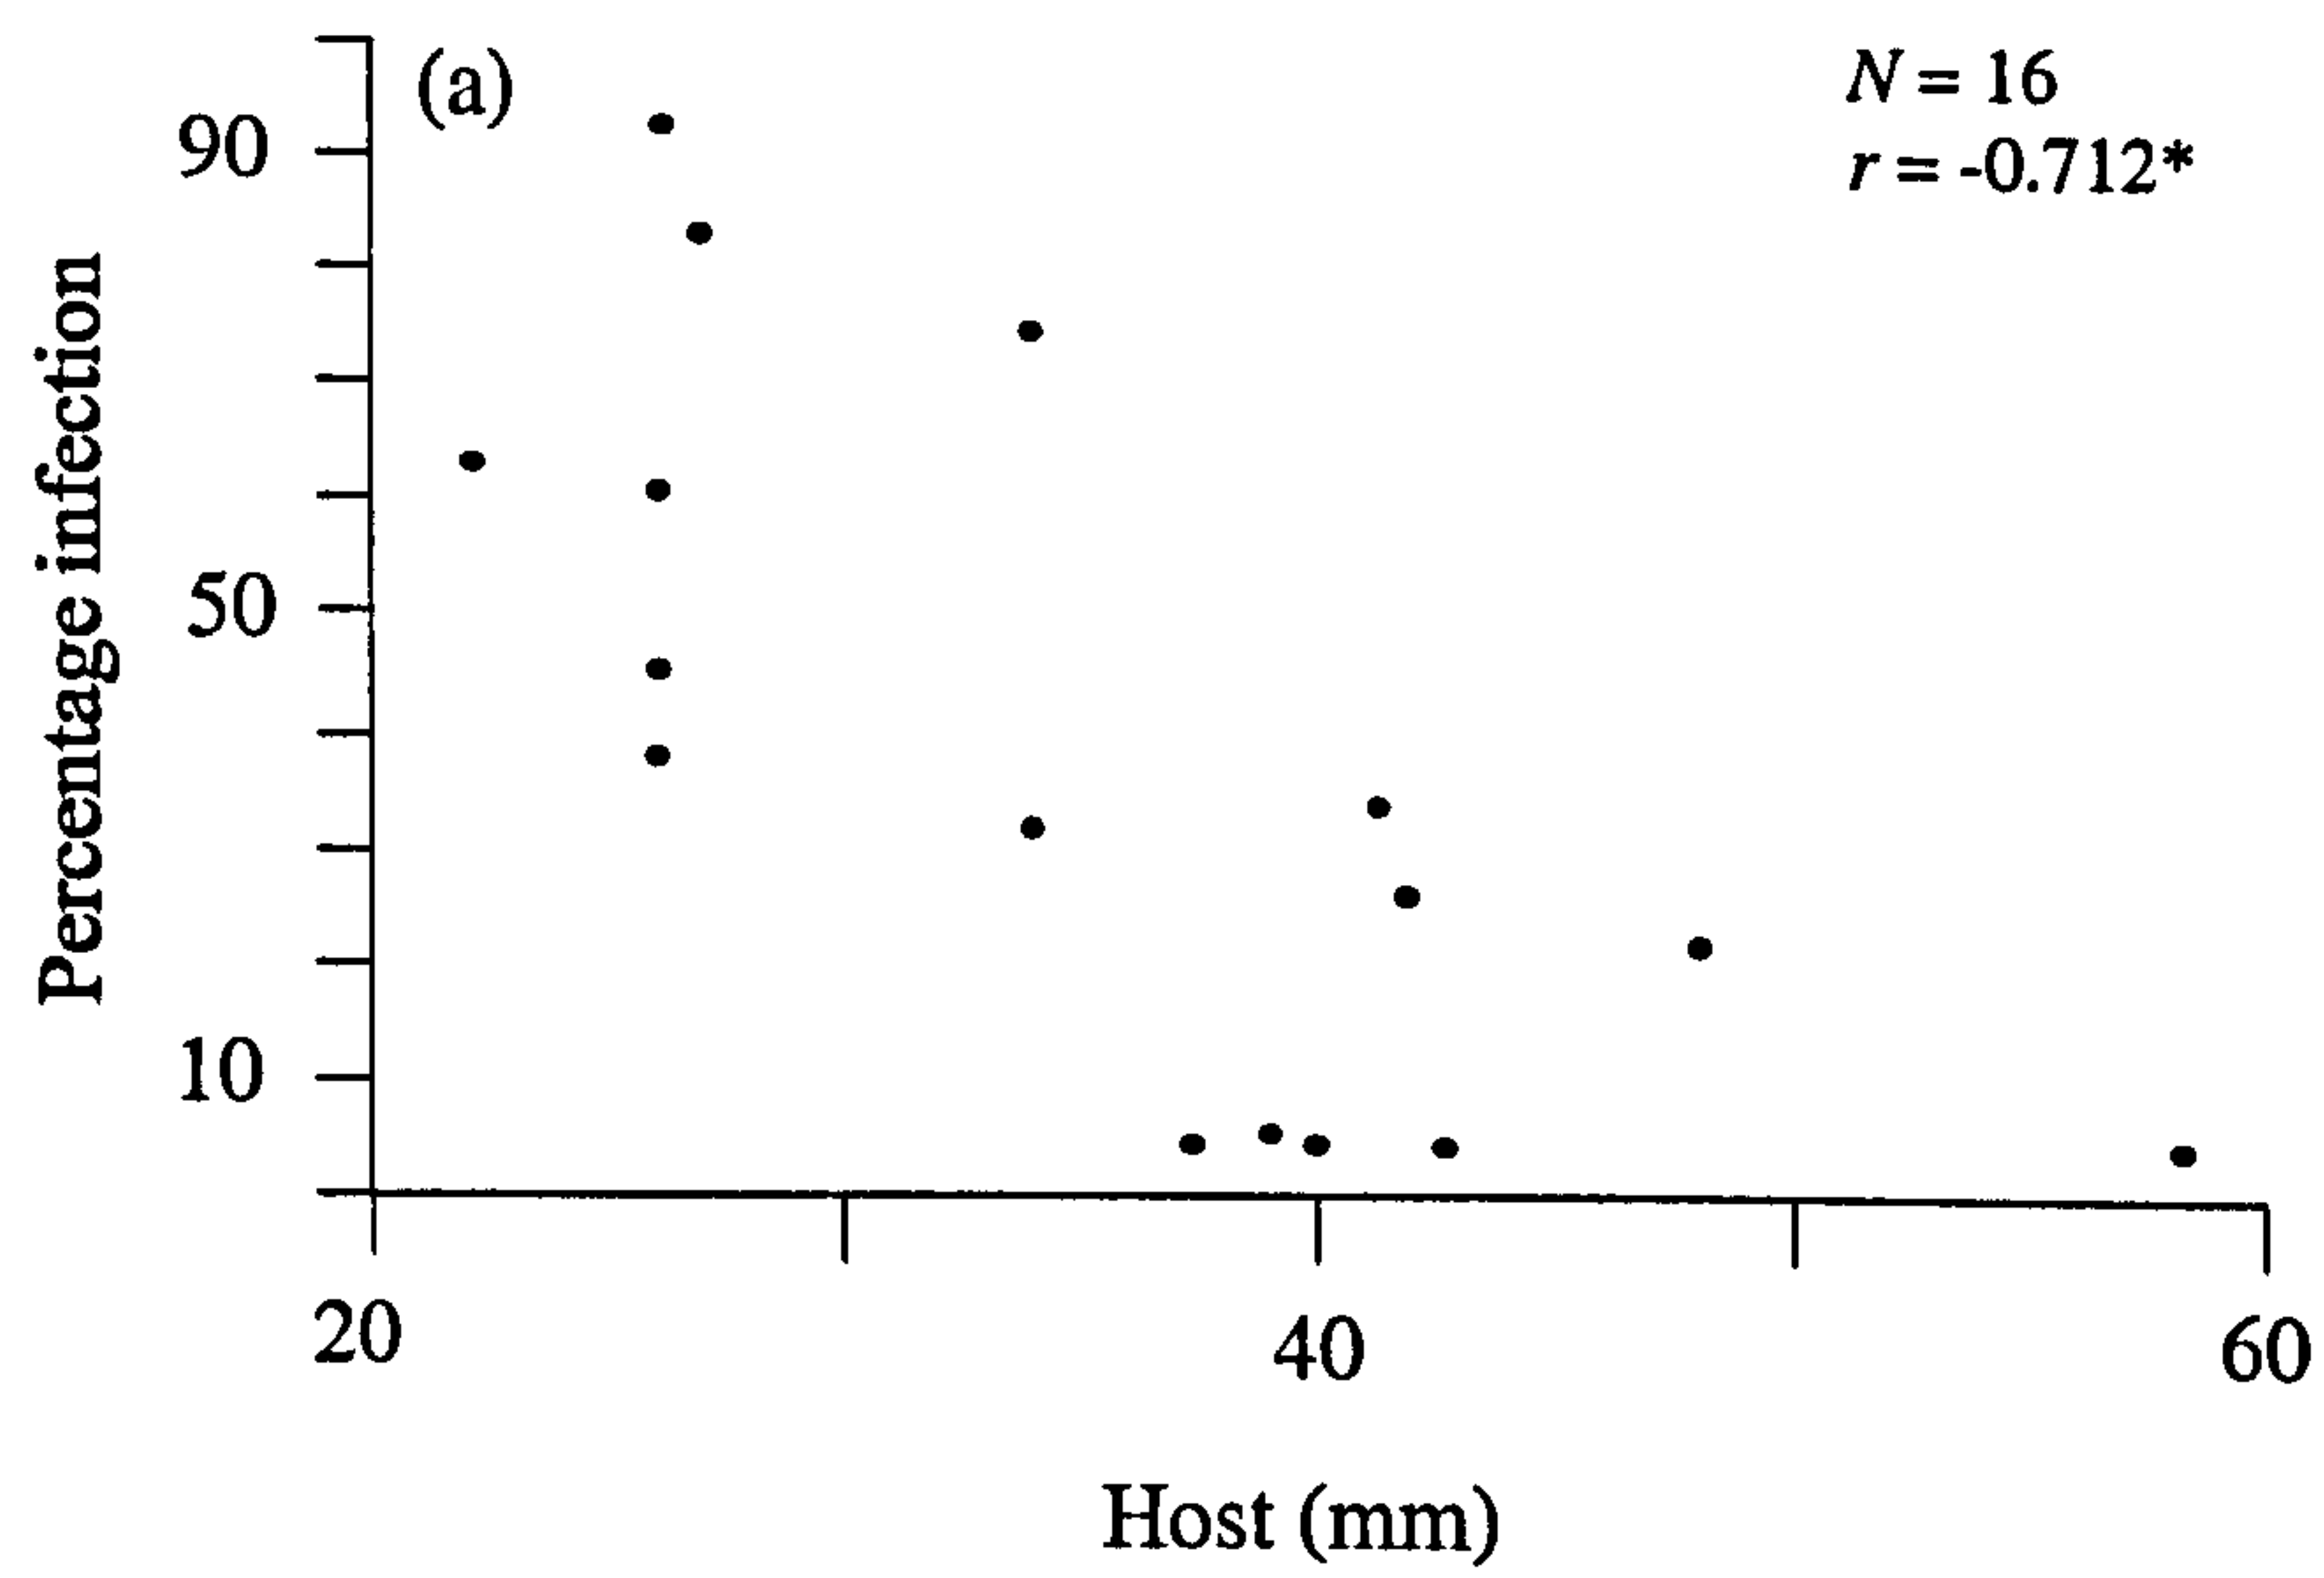 (a)
N = 16
r = -0.712*
90
50
10
Percentage infection
20
40
60
Host (mm)